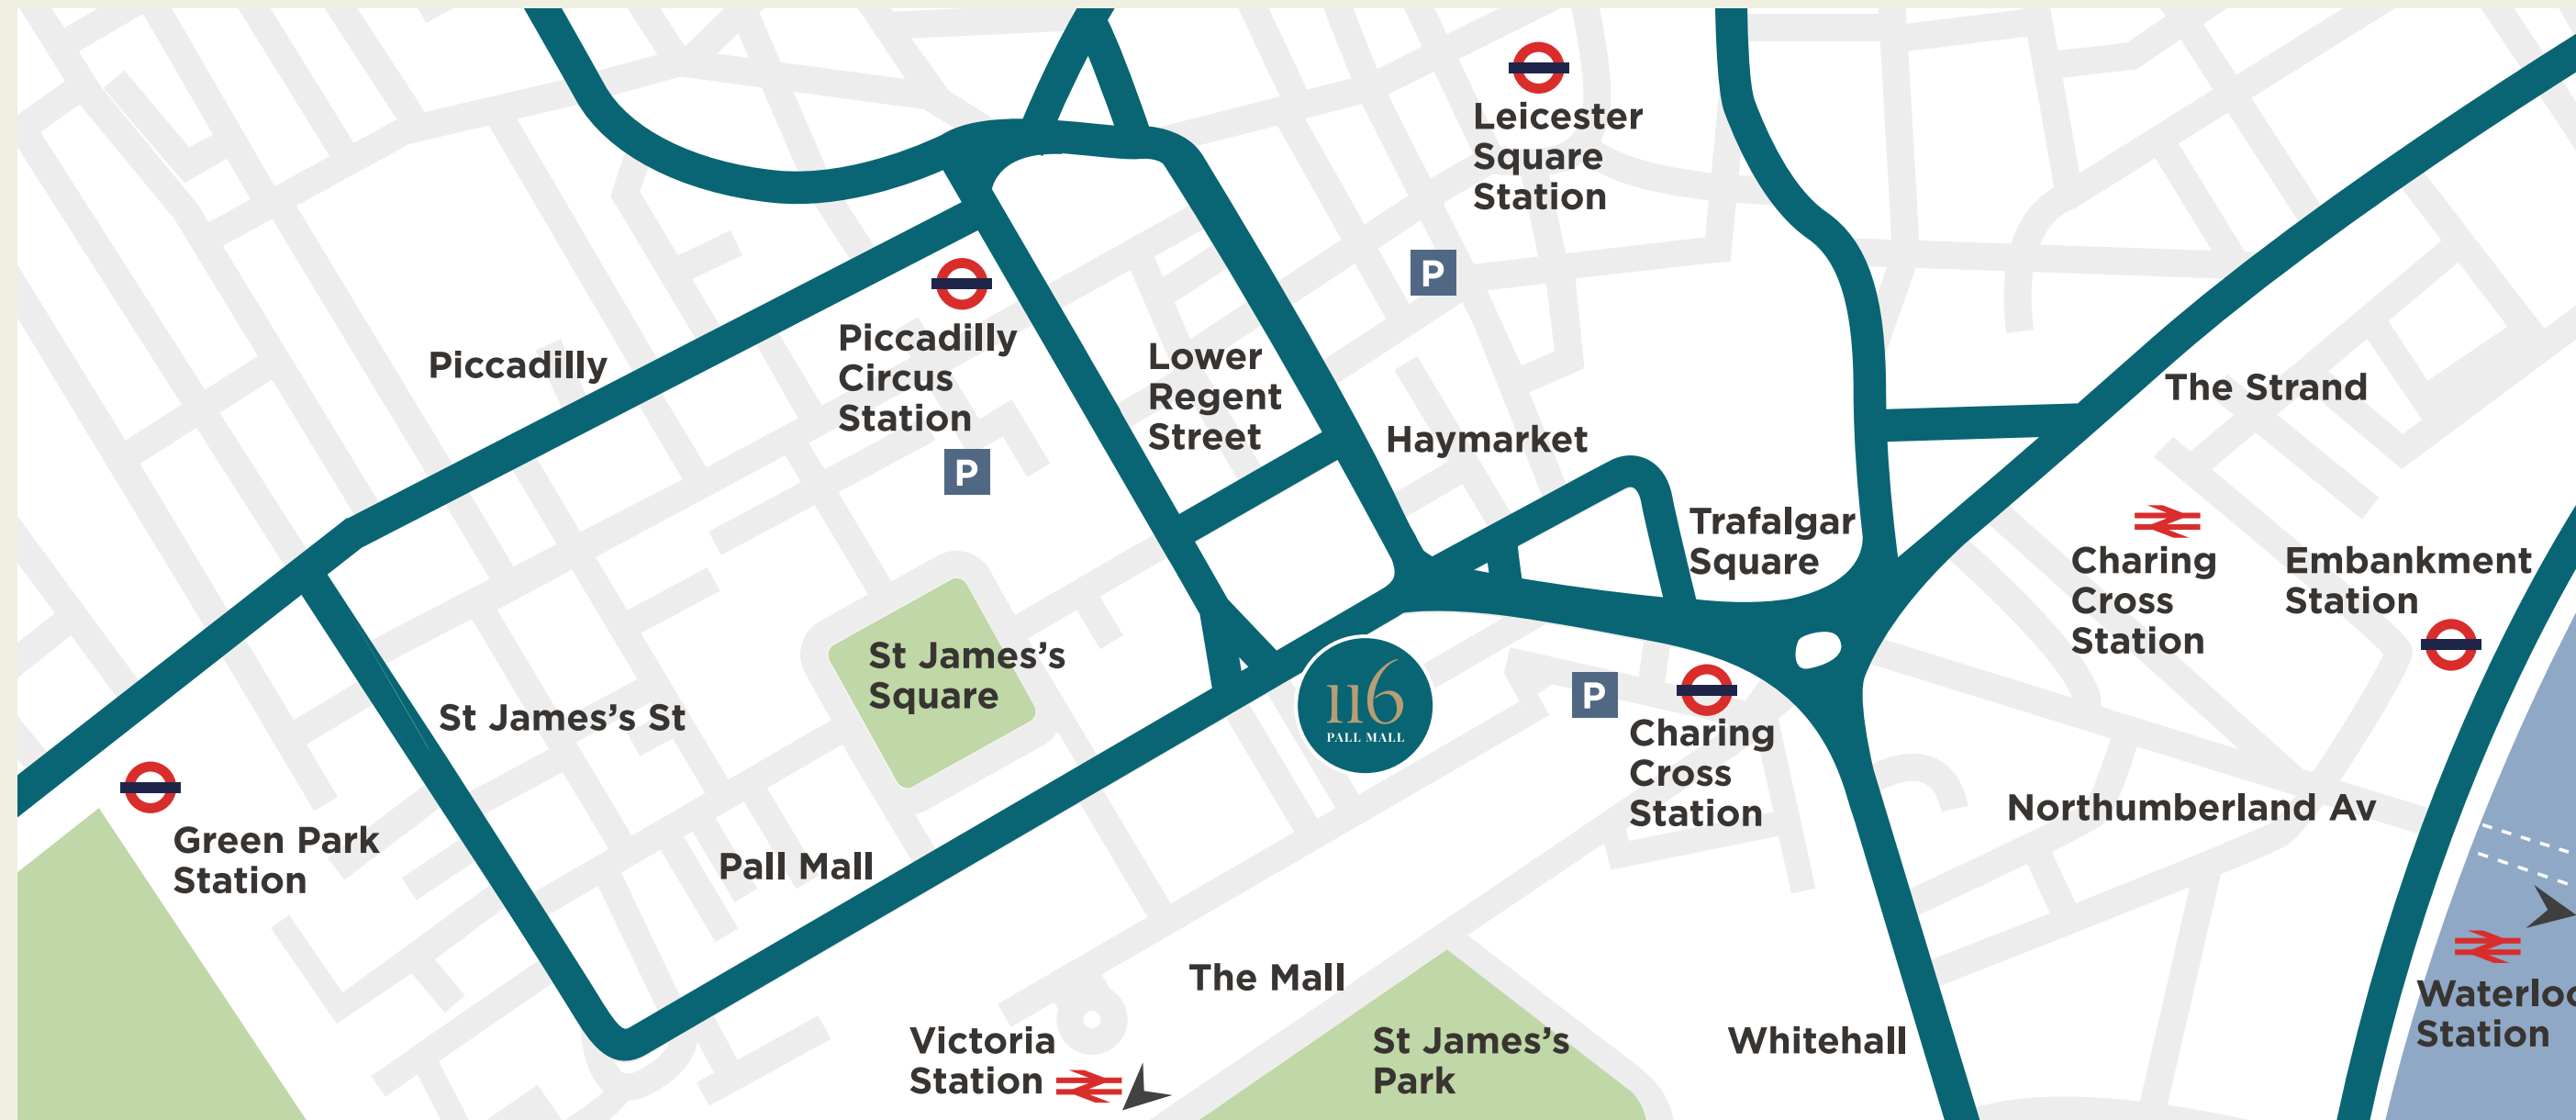 Leicester
Square
Station
P
Piccadilly
Piccadilly
Circus
Station
P
Lower
Regent
Street
Haymarket
The Strand
Trafalgar
Square
Charing
Cross
Station
Embankment
Station
St James's
Square
St James's St
116
PALL MALL
P
Charing
Cross
Station
Green Park
Station
Pall Mall
Northumberland Av
The Mall
Victoria
Station
St James's
Park
Whitehall
Station